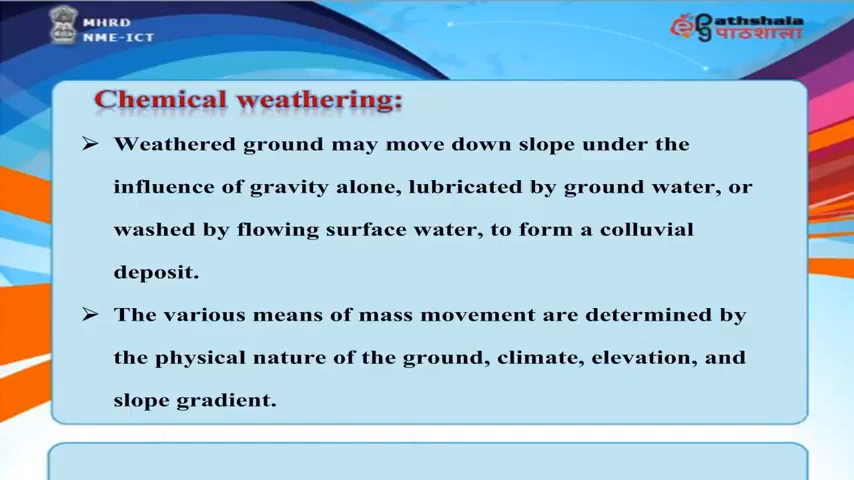 MHRD
NME-ICT
Pathshala
पाठशाला
Chemical weathering:
Weathered ground may move down slope under the
influence of gravity alone, lubricated by ground water, or
washed by flowing surface water, to form a colluvial
deposit.
The various means of mass movement are determined by
the physical nature of the ground, climate, elevation, and
slope gradient.